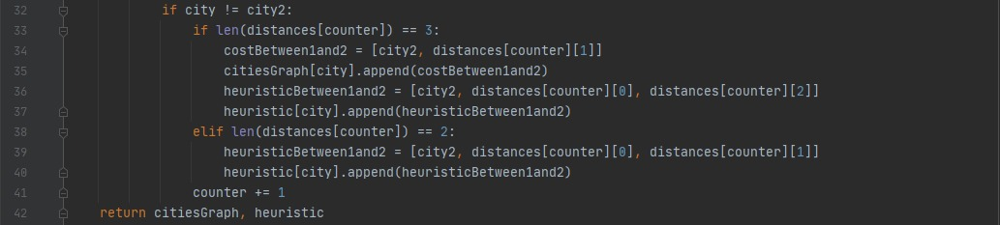 32 if city != city2:
33 if len(distances[counter]) == 3:
34 costBetween1and2 = [city2, distances[counter][1]]
35 citiesGraph[city].append(costBetween1and2)
36 heuristicBetween1and2 = [city2, distances[counter][0], distances[counter][2]]
37 heuristic[city].append(heuristicBetween1and2)
38 elif len(distances[counter]) == 2:
39 heuristicBetween1and2 = [city2, distances[counter][0], distances[counter][1]]
40 heuristic[city].append(heuristicBetween1and2)
41 counter += 1
42 return citiesGraph, heuristic